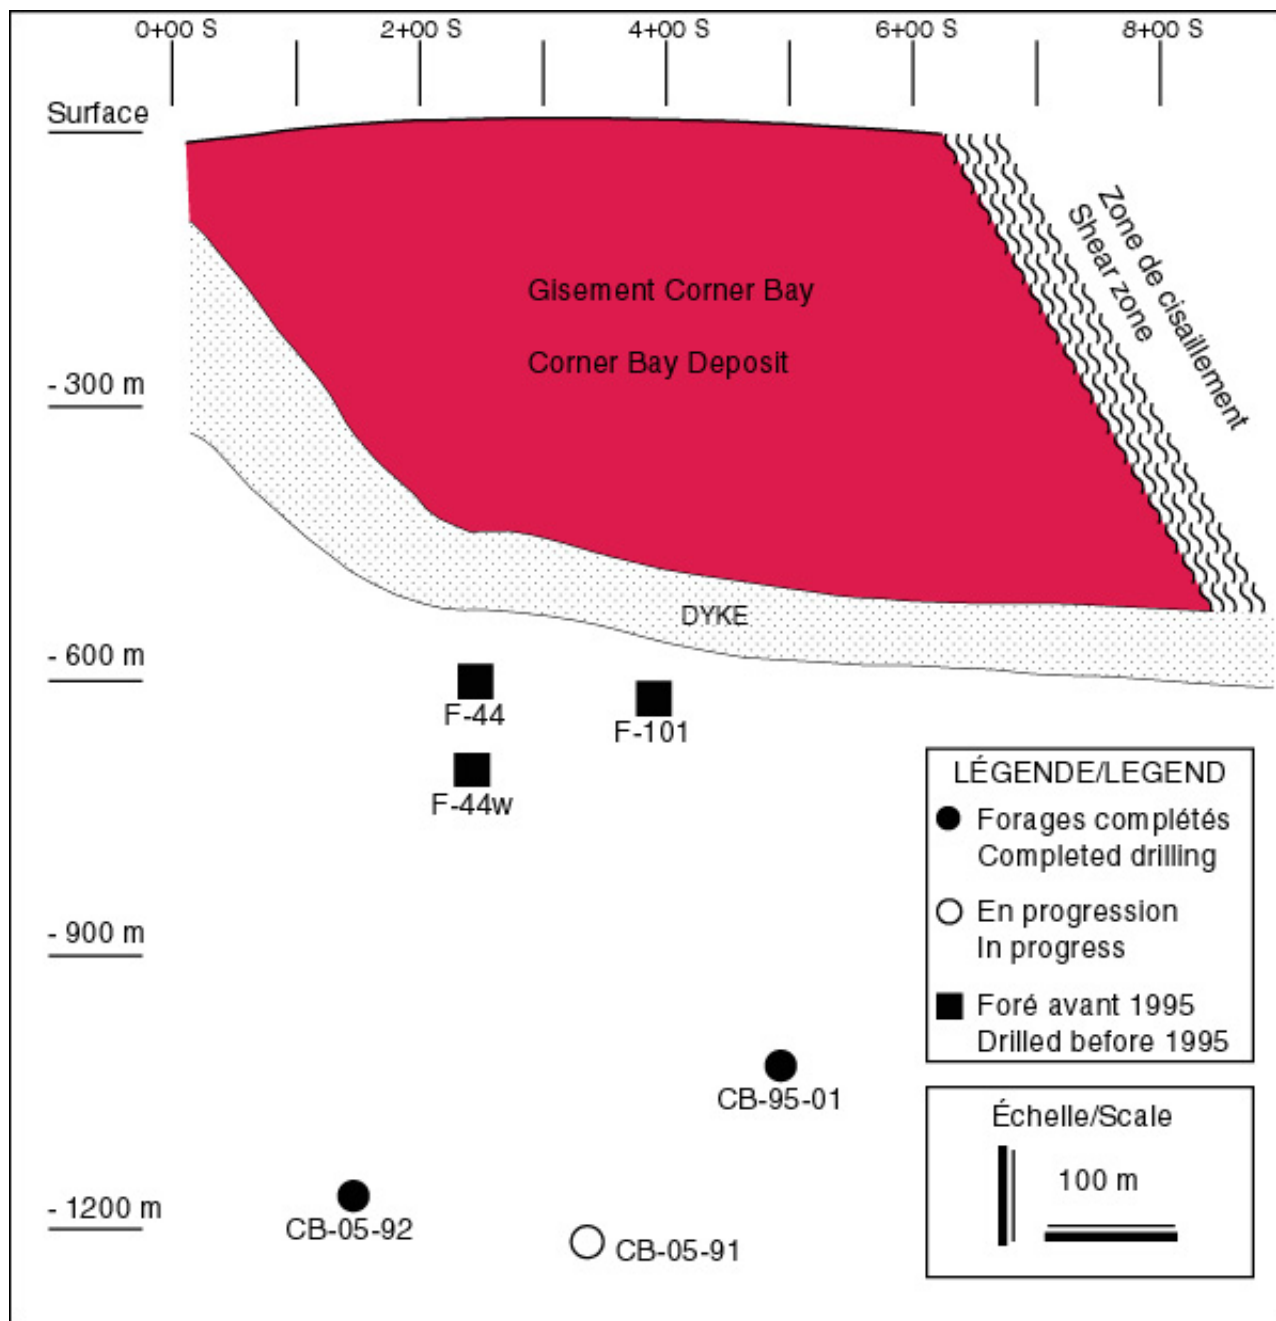 0+00 S 2+00 S 4+00 S 6+00 S 8+00 S
Surface
Zone de cisaillement
Shear zone
Gisement Corner Bay
Corner Bay Deposit
- 300 m
DYKE
- 600 m
F-44
F-101
F-44w
LÉGENDE/LEGEND
Forages complétés
Completed drilling
En progression
In progress
Foré avant 1995
Drilled before 1995
- 900 m
CB-95-01
Échelle/Scale
100 m
- 1200 m
CB-05-92
CB-05-91